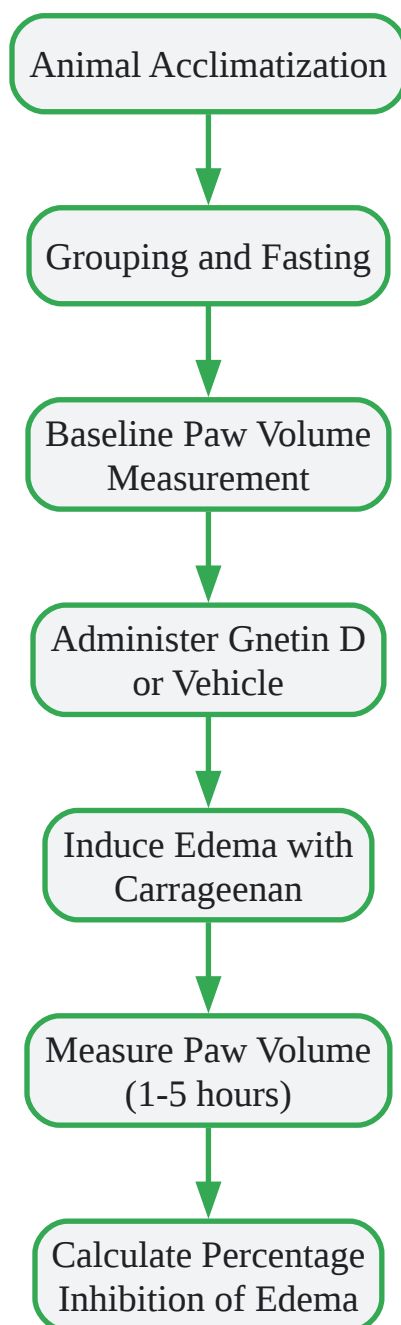 Animal Acclimatization
Grouping and Fasting
Baseline Paw Volume
Measurement
Administer Gnetin D
or Vehicle
Induce Edema with
Carrageenan
Measure Paw Volume
(1-5 hours)
Calculate Percentage
Inhibition of Edema